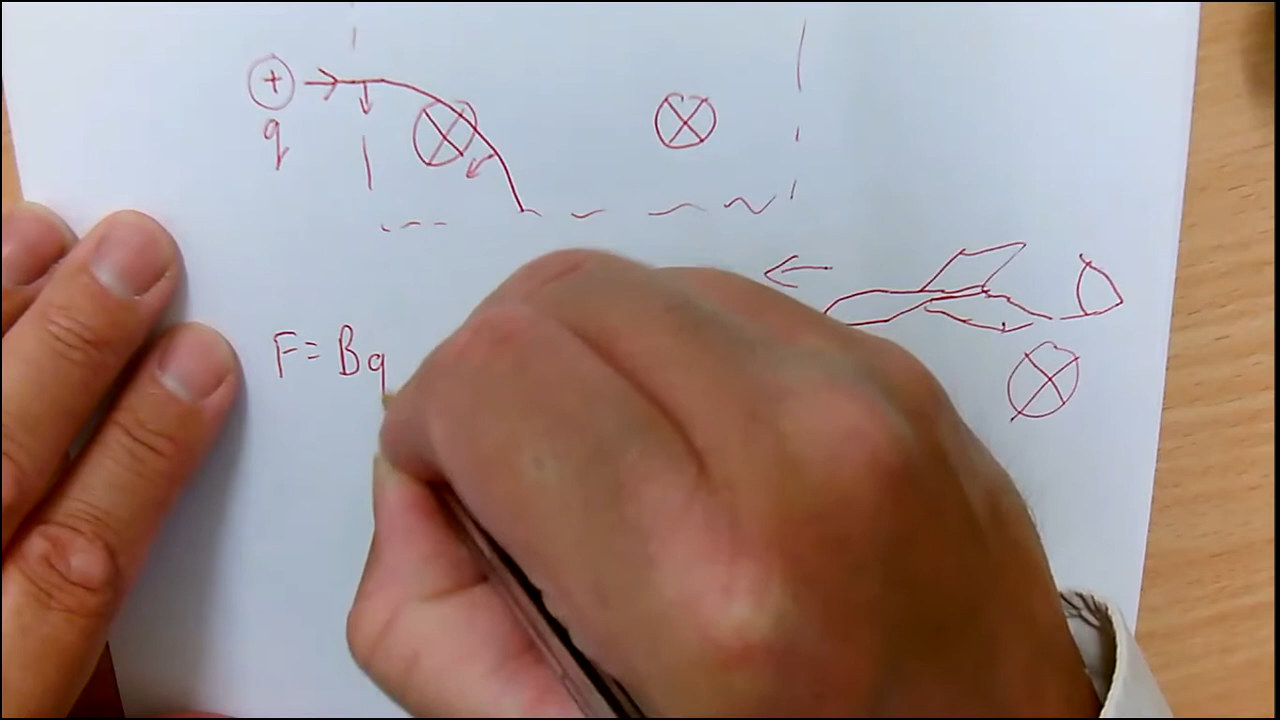 +
q
F = Bq